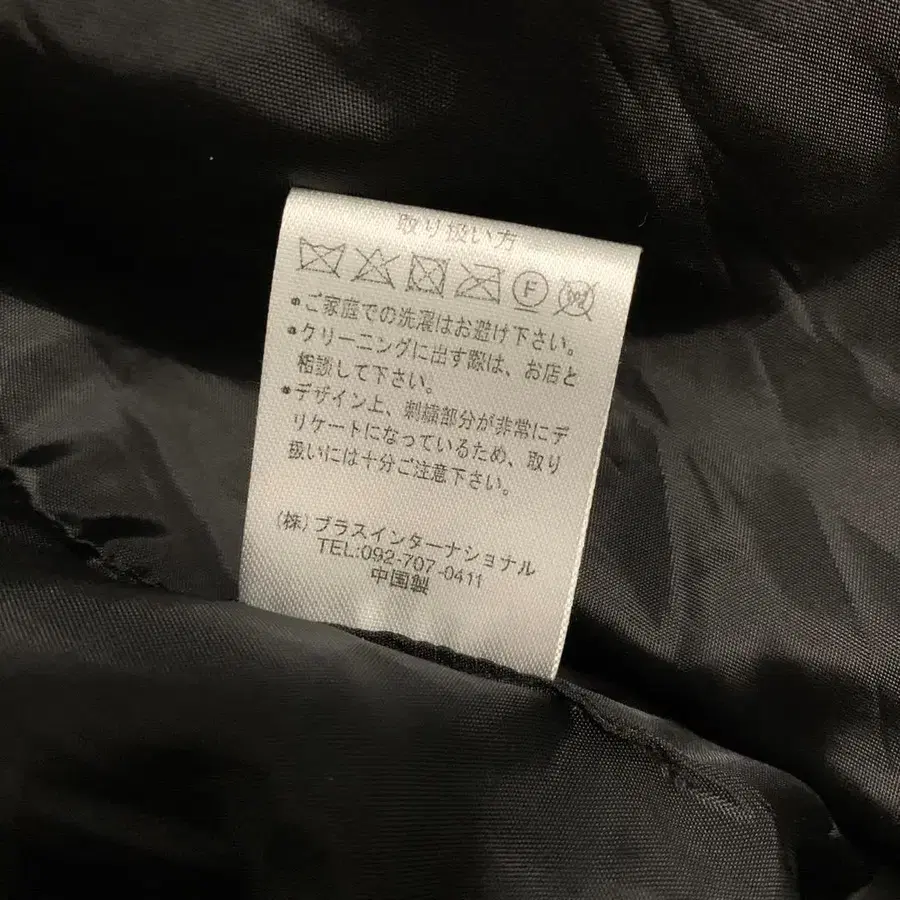 取り扱い方
F
●ご家庭での洗濯はお避け下さい。
●クリーニングに出す際は、お店と
相談して下さい。
●デザイン上、刺繍部分が非常にデ
リケートになっているため、取り
扱いには十分ご注意下さい。
(株)プラスインターナショナル
TEL:092-707-0411
中国製